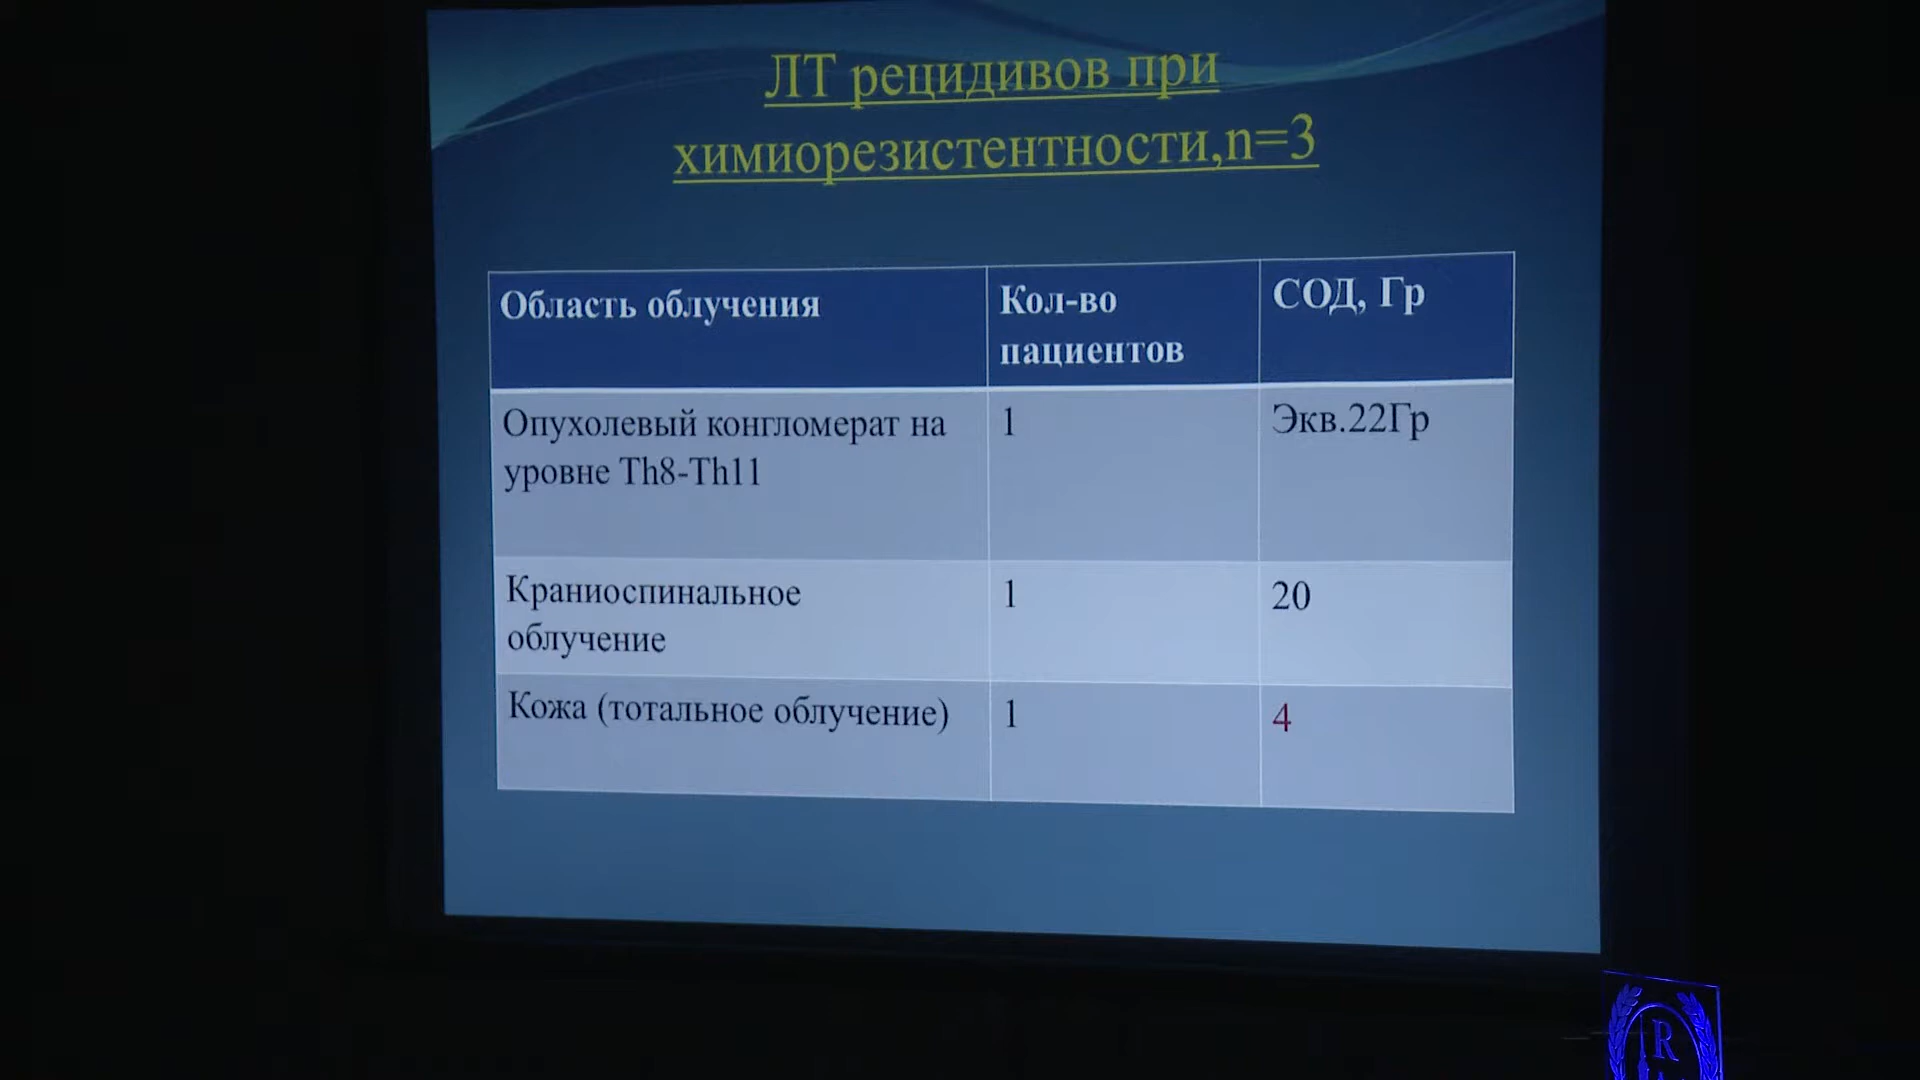 ЛТ рецидивов при
химиорезистентности,n=3
Область облучения
Кол-во
пациентов
СОД, Гр
Опухолевый конгломерат на
уровне Th8-Th11
1
Экв.22Гр
Краниоспинальное
облучение
1
20
Кожа (тотальное облучение)
1
4
R